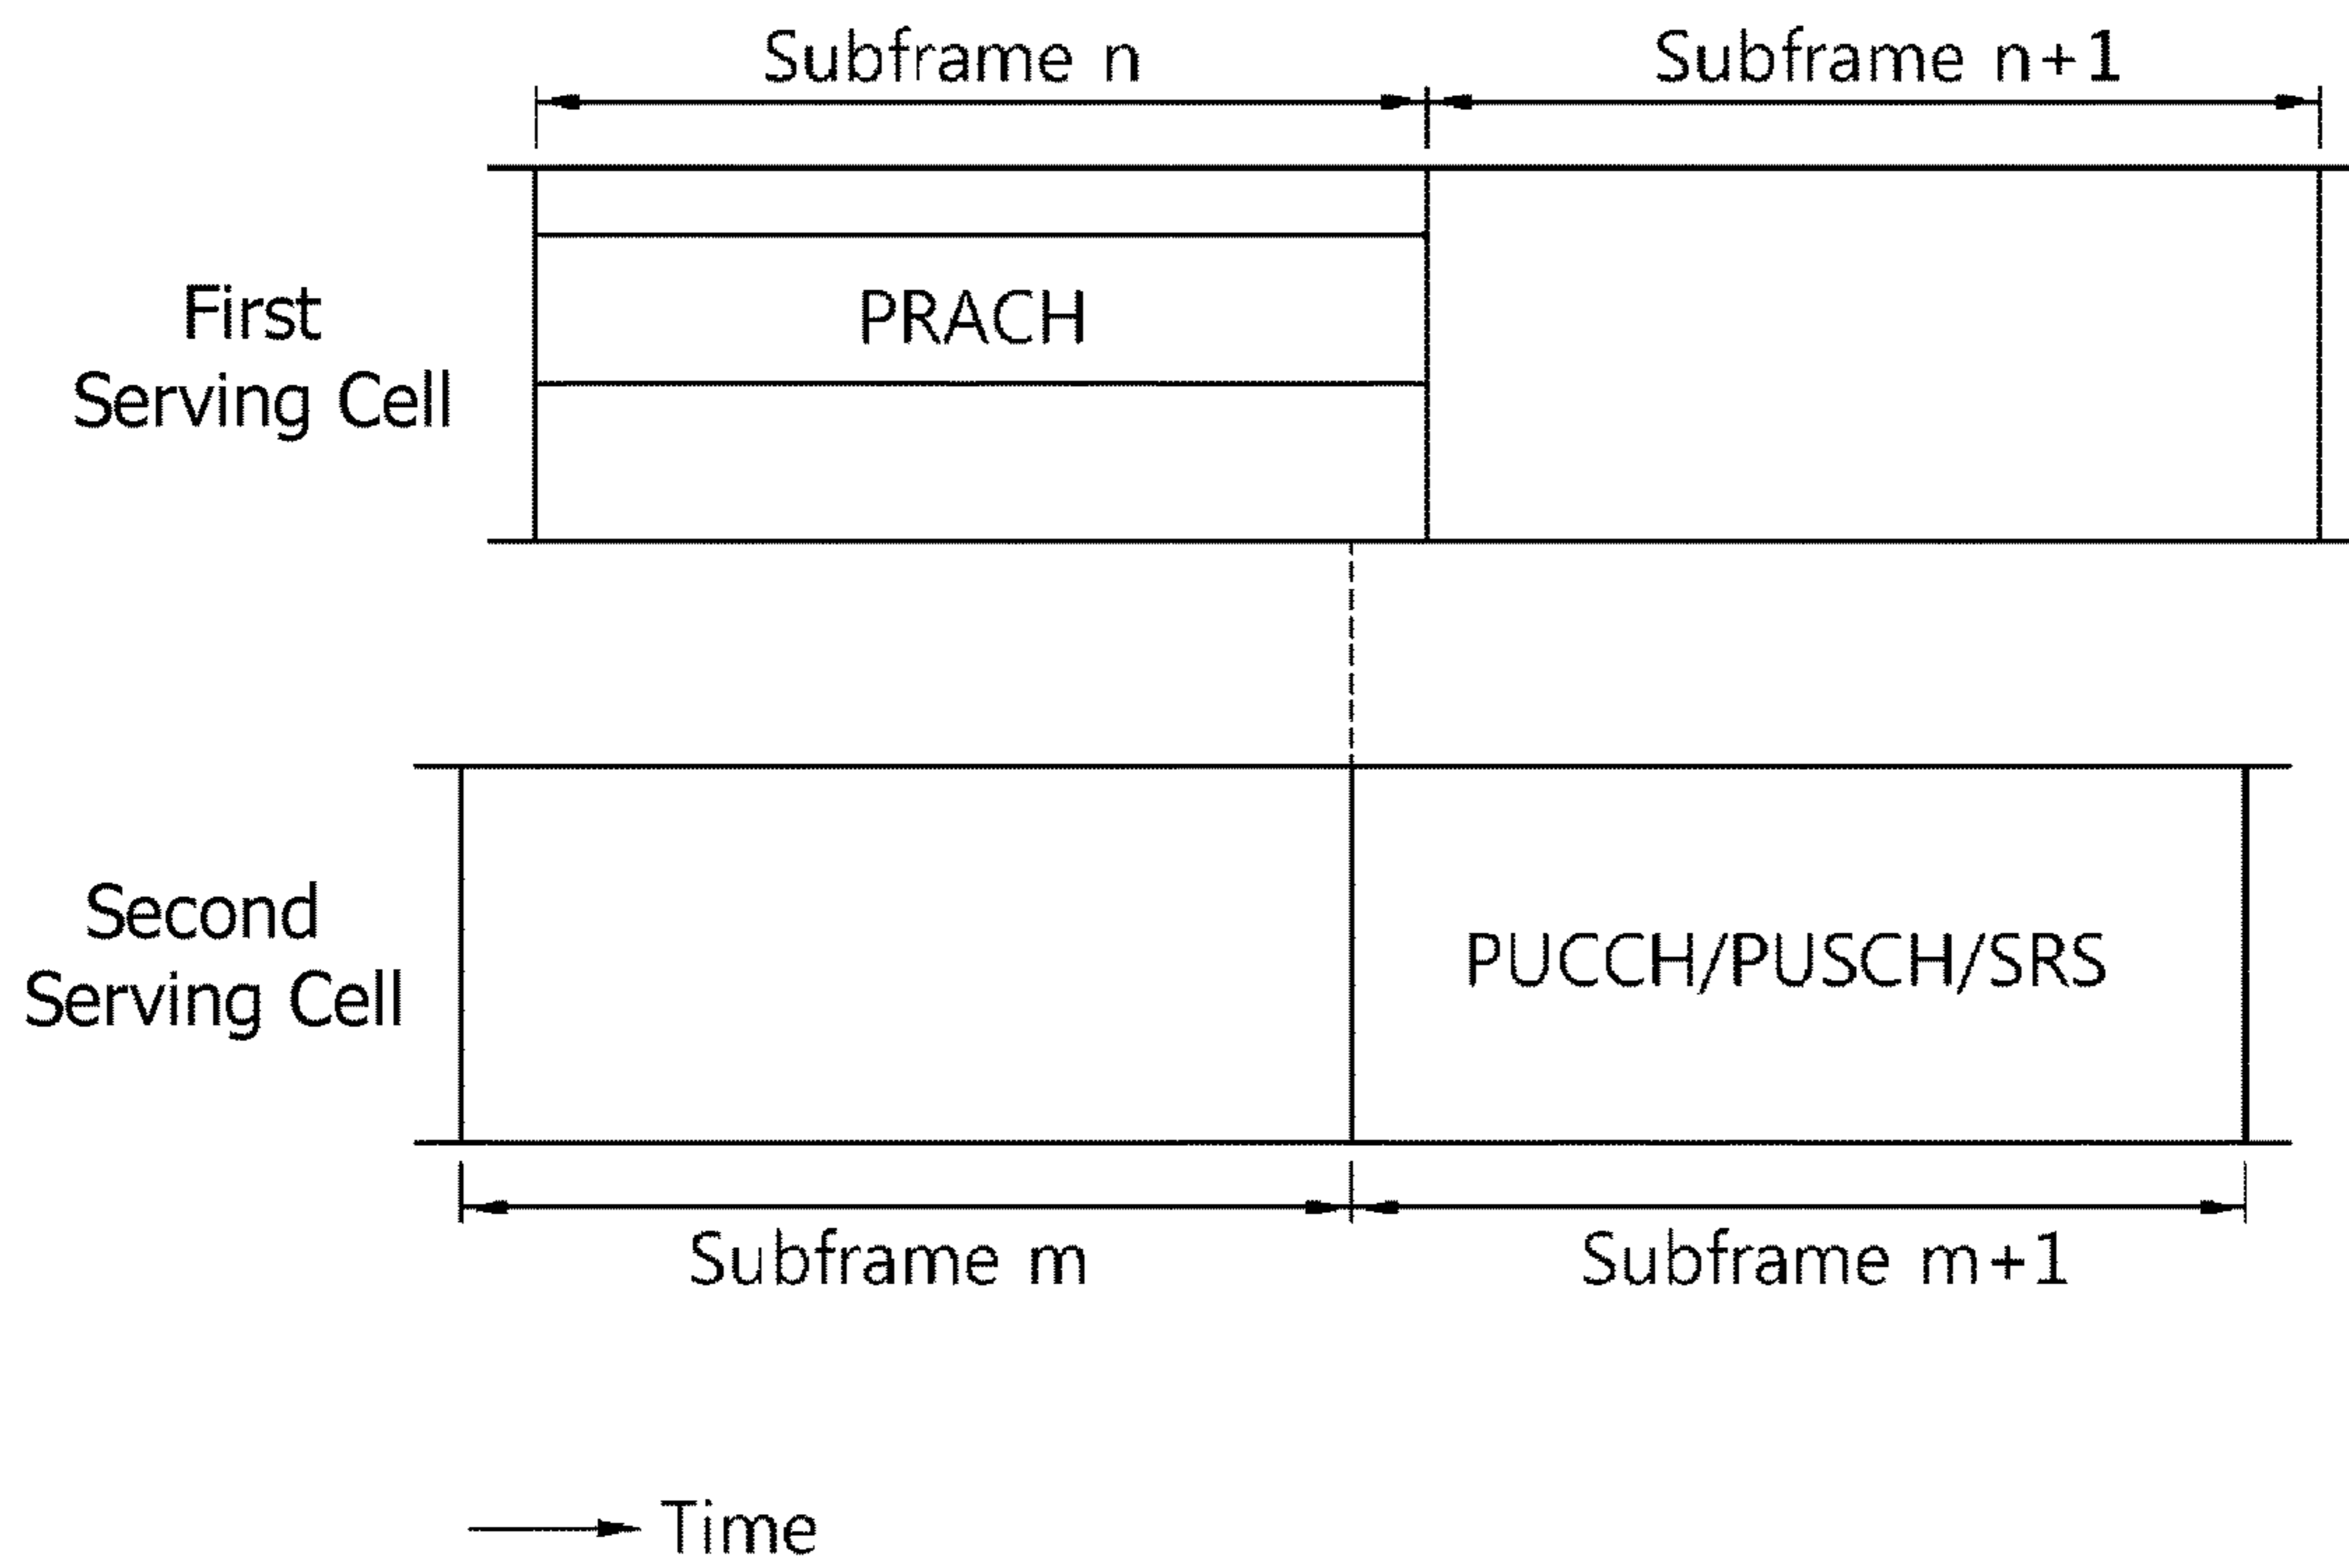 Subframe n
Subframe n+1
First
Serving Cell
PRACH
Second
Serving Cell
PUCCH/PUSCH/SRS
Subframe m
Subframe m+1
Time